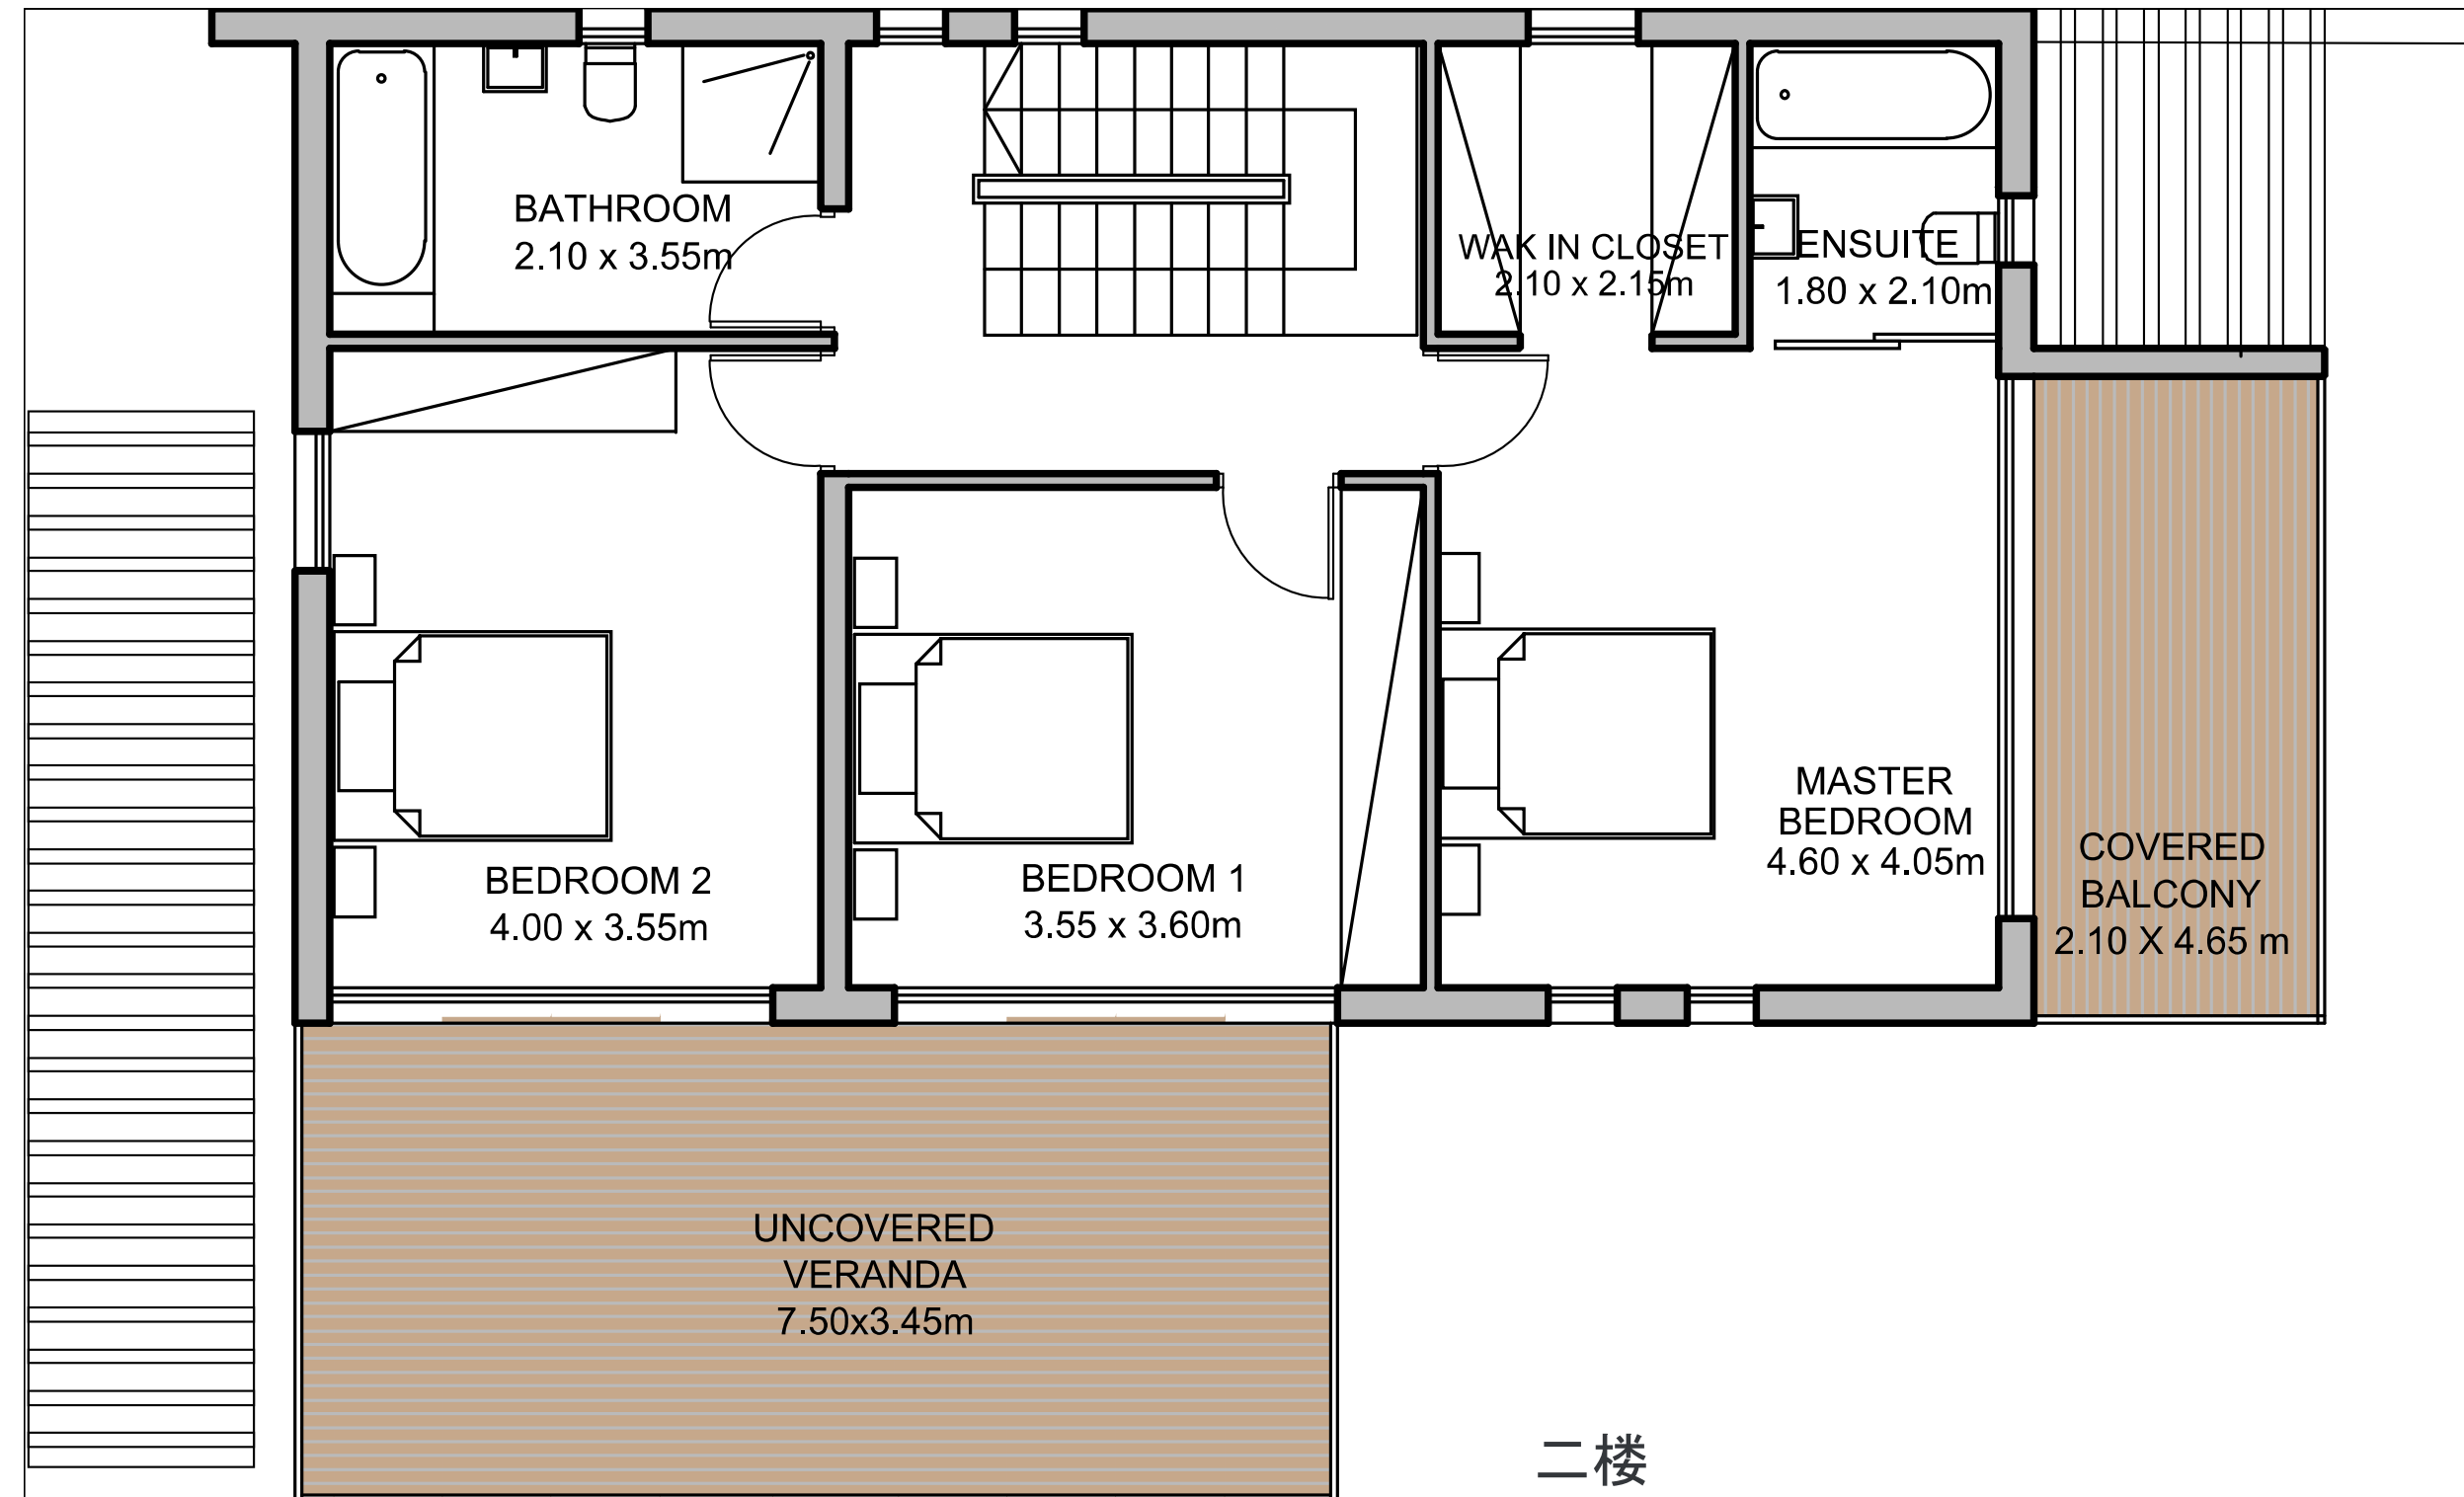 BATHROOM
2.10 x 3.55m
WAK IN CLOSET
2.10 x 2.15m
ENSUITE
1.80 x 2.10m
MASTER
BEDROOM
4.60 x 4.05m
COVERED
BALCONY
2.10 X 4.65 m
BEDROOM 2
4.00 x 3.55m
BEDROOM 1
3.55 x 3.60m
UNCOVERED
VERANDA
7.50x3.45m
二楼